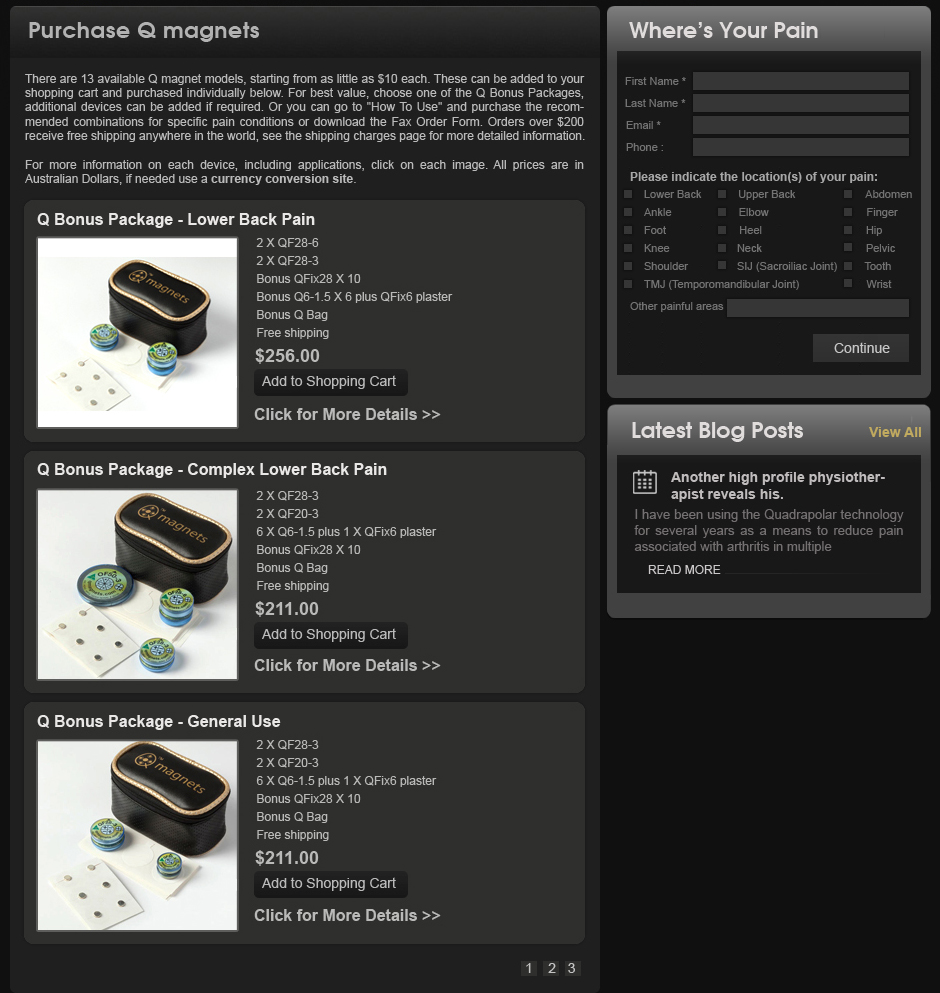 Purchase Q magnets
There are 13 available Q magnet models, starting from as little as $10 each. These can be added to your
shopping cart and purchased individually below. For best value, choose one of the Q Bonus Packages,
additional devices can be added if required. Or you can go to "How To Use" and purchase the recom-
mended combinations for specific pain conditions or download the Fax Order Form. Orders over $200
receive free shipping anywhere in the world, see the shipping charges page for more detailed information.
For more information on each device, including applications, click on each image. All prices are in
Australian Dollars, if needed use a currency conversion site.
Q Bonus Package - Lower Back Pain
magnets
2 X QF28-6
2 X QF28-3
Bonus QFix28 X 10
Bonus Q6-1.5 X 6 plus QFix6 plaster
Bonus Q Bag
Free shipping
$256.00
Add to Shopping Cart
Click for More Details >>
Q Bonus Package - Complex Lower Back Pain
magnets
2 X QF28-3
2 X QF20-3
6 X Q6-1.5 plus 1 X QFix6 plaster
Bonus QFix28 X 10
Bonus Q Bag
Free shipping
$211.00
Add to Shopping Cart
Click for More Details >>
Q Bonus Package - General Use
magnets
2 X QF28-3
2 X QF20-3
6 X Q6-1.5 plus 1 X QFix6 plaster
Bonus QFix28 X 10
Bonus Q Bag
Free shipping
$211.00
Add to Shopping Cart
Click for More Details >>
1 2 3
Where's Your Pain
First Name *
Last Name *
Email *
Phone :
Please indicate the location(s) of your pain:
Lower Back Upper Back Abdomen
Ankle Elbow Finger
Foot Heel Hip
Knee Neck Pelvic
Shoulder SIJ (Sacroiliac Joint) Tooth
TMJ (Temporomandibular Joint) Wrist
Other painful areas
Continue
Latest Blog Posts View All
Another high profile physiother-
apist reveals his.
I have been using the Quadrapolar technology
for several years as a means to reduce pain
associated with arthritis in multiple
READ MORE